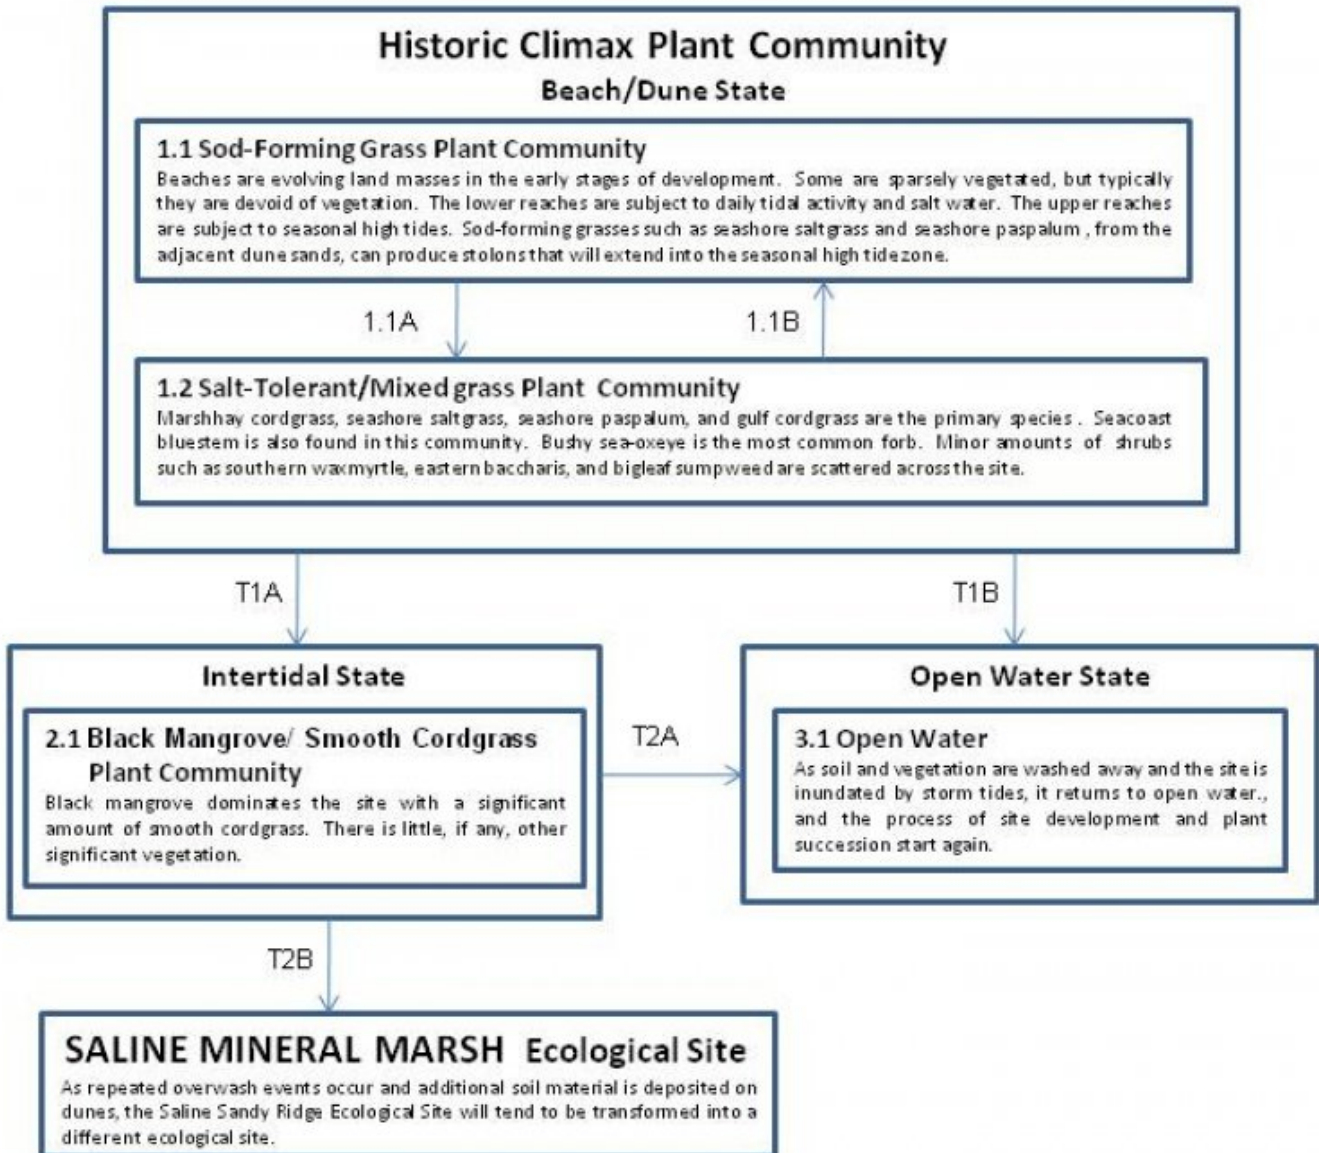 Historic Climax Plant Community
Beach/Dune State
1.1 Sod-Forming Grass Plant Community
Beaches are evolving land masses in the early stages of development. Some are sparsely vegetated, but typically
they are devoid of vegetation. The lower reaches are subject to daily tidal activity and salt water. The upper reaches
are subject to seasonal high tides. Sod-forming grasses such as seashore saltgrass and seashore paspalum , from the
adjacent dune sands, can produce stolons that will extend into the seasonal high tide zone.
1.1A
1.1B
1.2 Salt-Tolerant/Mixed grass Plant Community
Marshhay cordgrass, seashore saltgrass, seashore paspalum, and gulf cordgrass are the primary species . Seacoast
bluestem is also found in this community. Bushy sea-oxeye is the most common forb. Minor amounts of shrubs
such as southern waxmyrtle, eastern baccharis, and bigleaf sumpweed are scattered across the site.
T1A
T1B
Intertidal State
2.1 Black Mangrove/ Smooth Cordgrass
Plant Community
Black mangrove dominates the site with a significant
amount of smooth cordgrass. There is little, if any, other
significant vegetation.
T2A
Open Water State
3.1 Open Water
As soil and vegetation are washed away and the site is
inundated by storm tides, it returns to open water.,
and the process of site development and plant
succession start again.
T2B
SALINE MINERAL MARSH Ecological Site
As repeated overwash events occur and additional soil material is deposited on
dunes, the Saline Sandy Ridge Ecological Site will tend to be transformed into a
different ecological site.